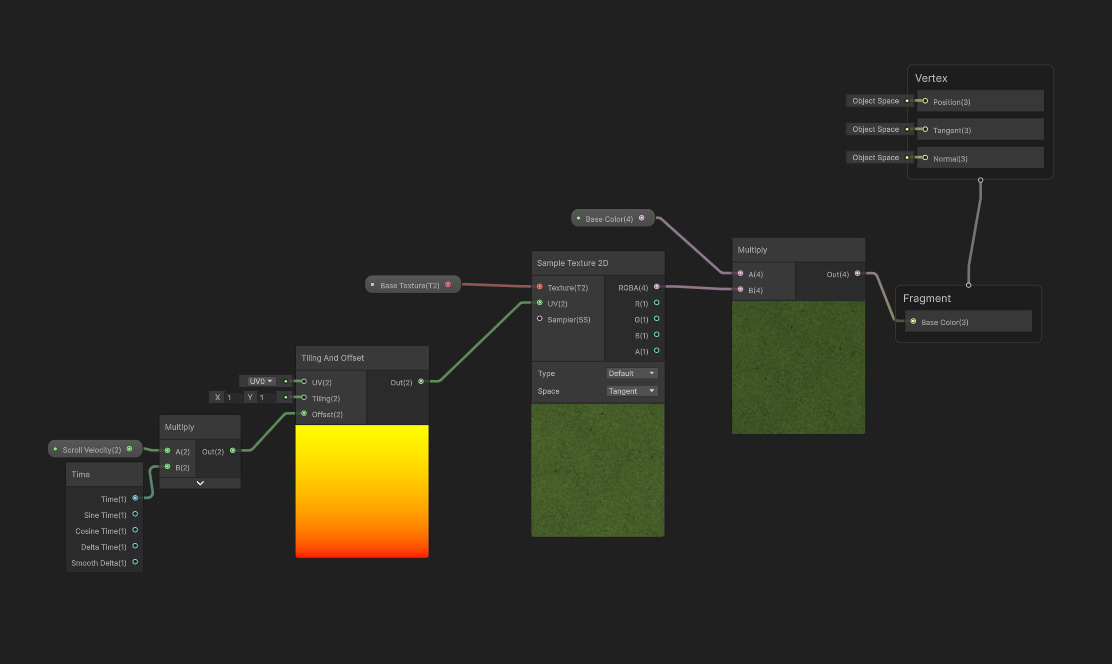 Vertex
Object Space
Position(3)
Object Space
Tangent(3)
Object Space
Normal(3)
Base Color(4)
Multiply
A(4)
Out(4)
B(4)
Fragment
Base Color(3)
Sample Texture 2D
Base Texture(T2)
Texture(T2)
RGBA(4)
UV(2)
R(1)
Sampler(SS)
G(1)
B(1)
A(1)
Type
Default
Space
Tangent
Tiling And Offset
UV0
UV(2)
Out(2)
X 1 Y 1
Tiling(2)
Offset(2)
Multiply
Scroll Velocity(2)
A(2)
Out(2)
B(2)
Time
Time(1)
Sine Time(1)
Cosine Time(1)
Delta Time(1)
Smooth Delta(1)